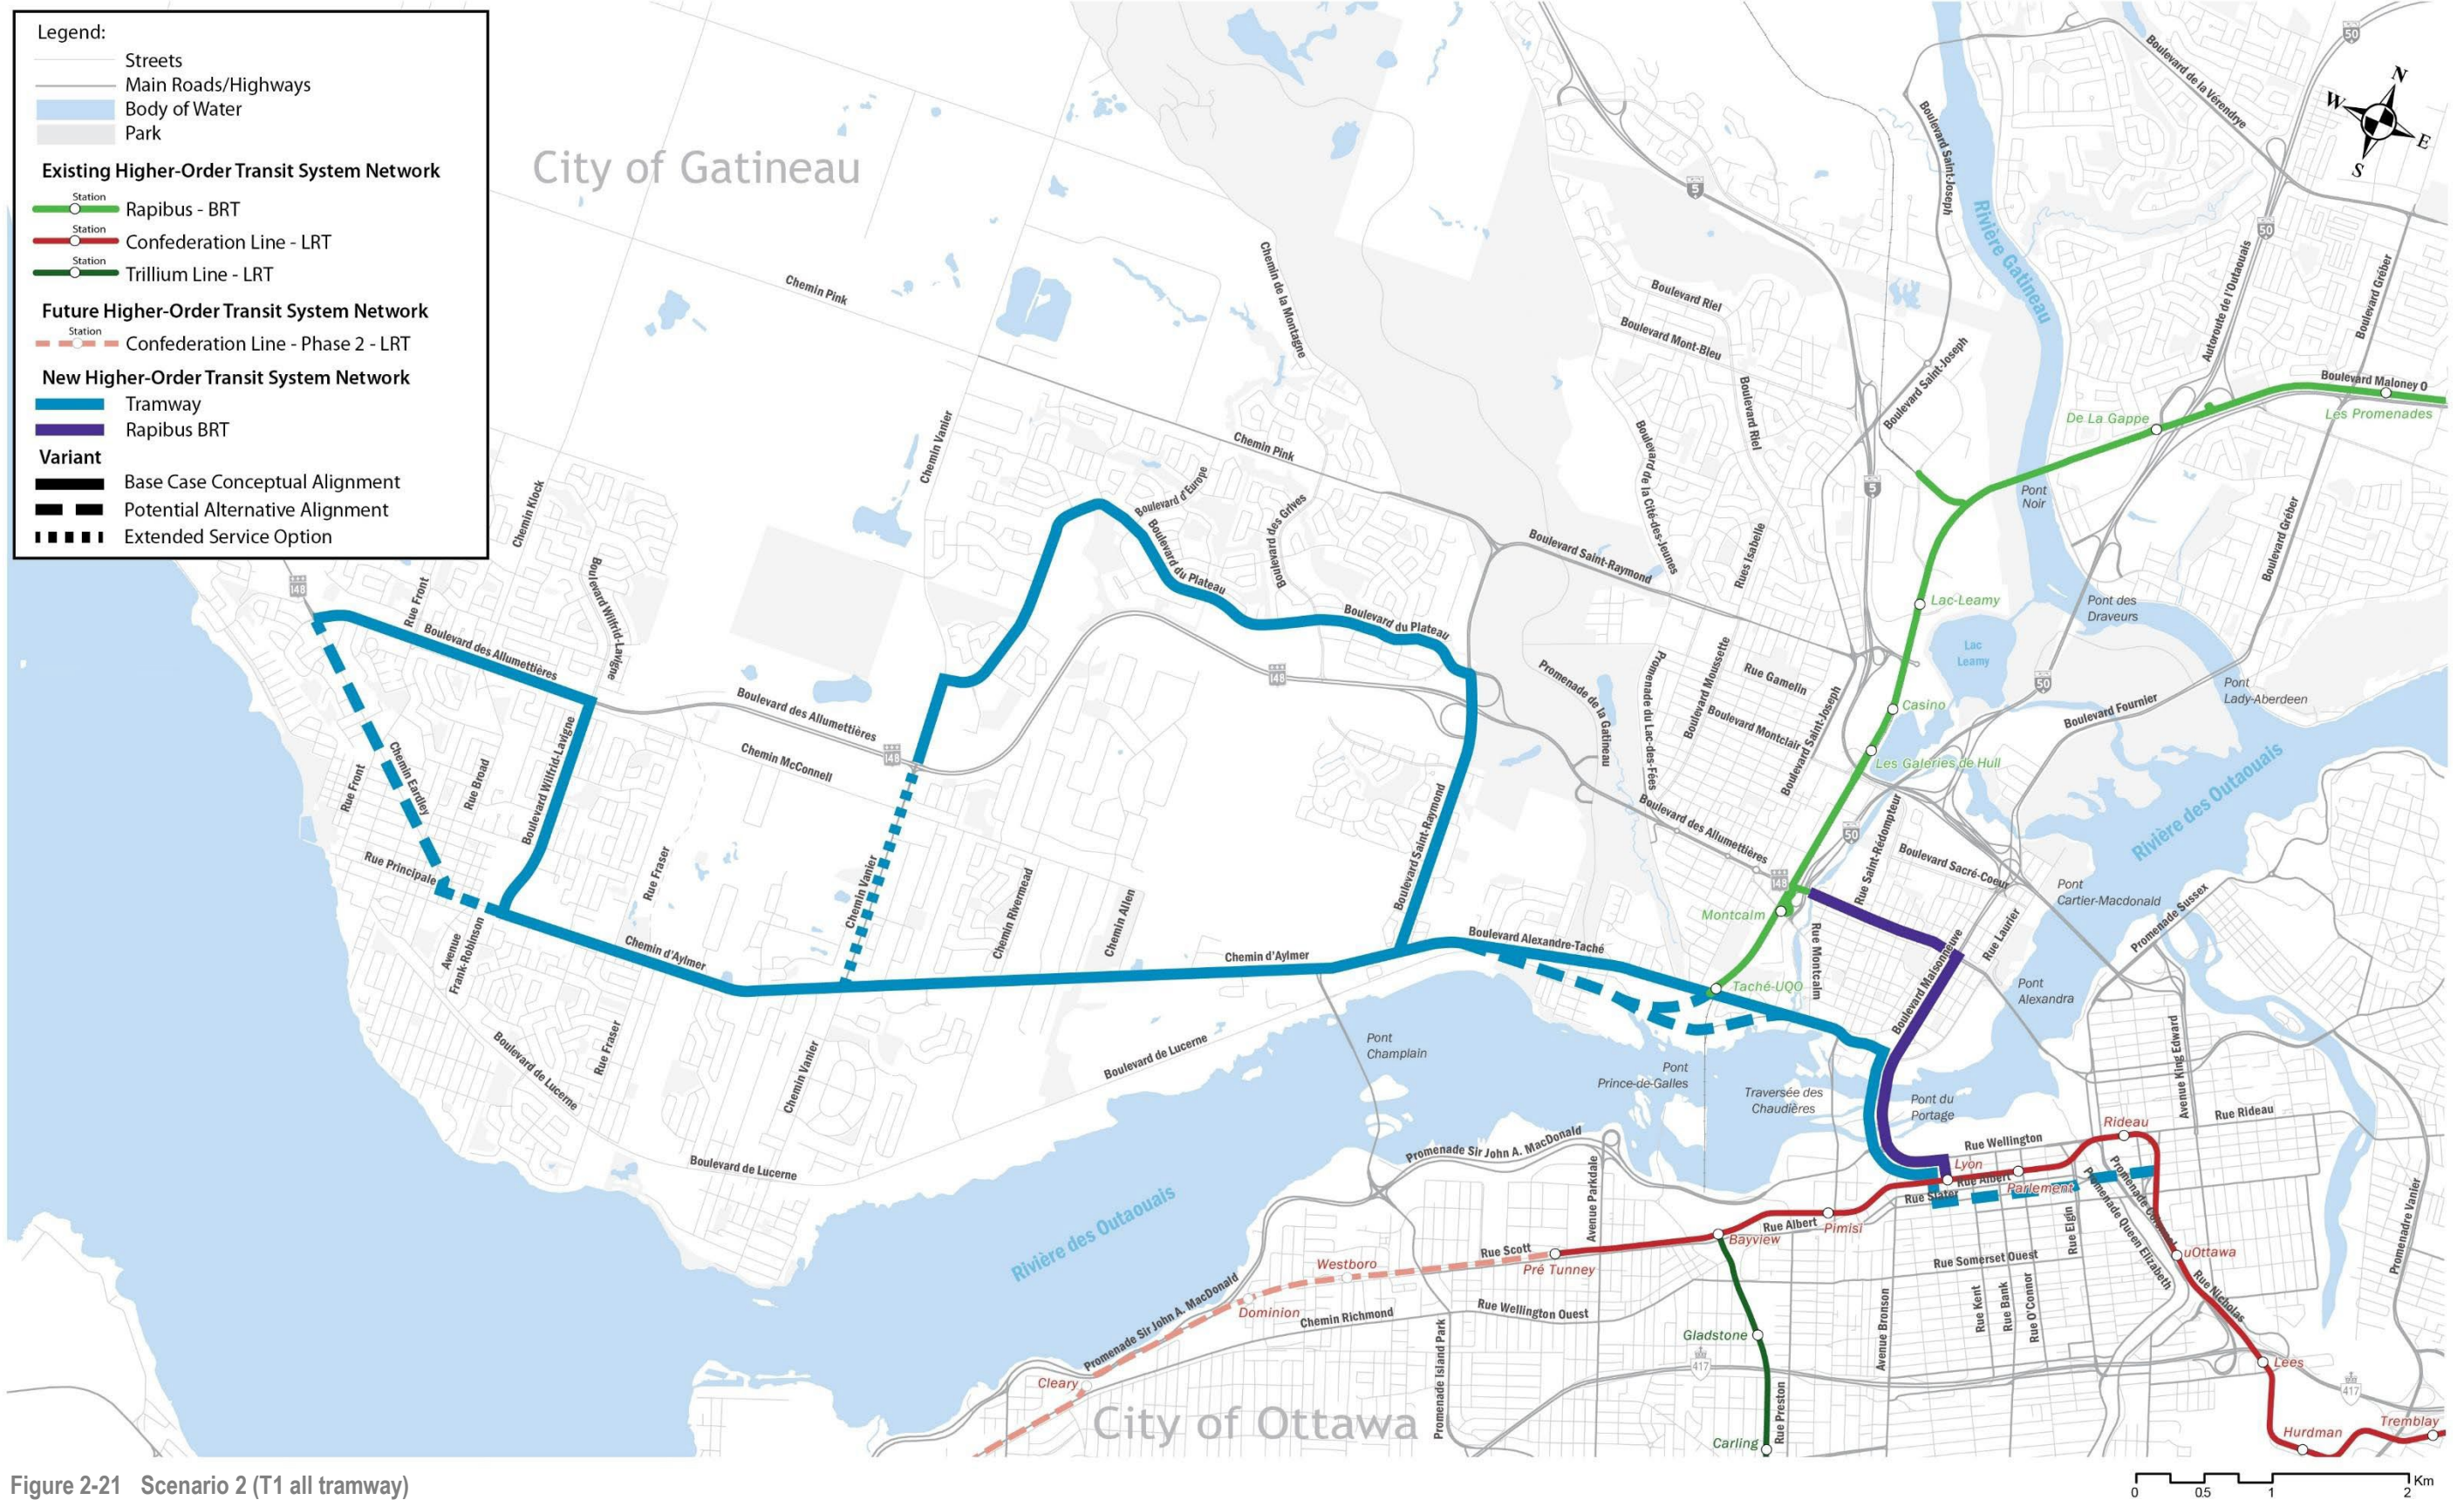 Legend:
Streets
Main Roads/Highways
Body of Water
Park
Existing Higher-Order Transit System Network
Station
Rapibus - BRT
Station
Confederation Line - LRT
Station
Trillium Line - LRT
Future Higher-Order Transit System Network
Station
Confederation Line - Phase 2 - LRT
New Higher-Order Transit System Network
Tramway
Rapibus BRT
Variant
Base Case Conceptual Alignment
Potential Alternative Alignment
Extended Service Option
City of Gatineau
N
W
E
S
50
Boulevard de la Vérendrye
Boulevard Saint-Joseph
5
Rivière Gatineau
50
Autoroute de l'Outaouais
Boulevard Gréber
Chemin de la Montagne
Chemin Pink
Boulevard Riel
Boulevard Mont-Bleu
Boulevard Riel
Boulevard Saint-Joseph
Boulevard Maloney O
Les Promenades
De La Gappe
Chemin Vanier
Chemin Pink
Boulevard de la Cité-des-Jeunes
5
Pont
Noir
Boulevard Gréber
Chemin Klock
Boulevard d'Europe
Boulevard des Grives
Boulevard du Plateau
Boulevard Saint-Raymond
Rues Isabelle
148
Rue Front
Boulevard Wilfrid-Lavigne
Boulevard des Allumettières
Boulevard du Plateau
Lac-Leamy
Pont des
Draveurs
Lac
Leamy
148
Promenade de la Gatineau
Promenade du Lac-des-Fées
Boulevard Moussette
Rue Gamelin
Boulevard Montclair
Boulevard Saint-Joseph
Casino
50
Pont
Lady-Aberdeen
Boulevard Fournier
Boulevard des Allumettières
148
Chemin McConnell
Les Galeries de Hull
Rivière des Outaouais
Rue Front
Chemin Eardley
Rue Broad
Boulevard Wilfrid-Lavigne
Boulevard Saint-Raymond
Boulevard des Allumettières
50
Rue Saint-Rédempteur
Boulevard Sacré-Coeur
148
Rue Principale
Rue Fraser
Chemin Vanier
Chemin Rivermead
Chemin Allen
Montcalm
Pont
Cartier-Macdonald
Promenade Sussex
Avenue
Frank-Robinson
Chemin d'Aylmer
Chemin d'Aylmer
Boulevard Alexandre-Taché
Rue Montcalm
Boulevard Maisonneuve
Rue Laurier
Taché-UQO
Pont
Alexandra
Boulevard de Lucerne
Rue Fraser
Chemin Vanier
Boulevard de Lucerne
Pont
Champlain
Pont
Prince-de-Galles
Traversée des
Chaudières
Pont du
Portage
Avenue King Edward
Rue Rideau
Rideau
Boulevard de Lucerne
Promenade Sir John A. MacDonald
Avenue Parkdale
Rue Wellington
Lyon
Rue Albert
Parlement
Rue Slater
Promenade Colonel
Promenade Queen Elizabeth
Promenadre Vanier
Rivière des Outaouais
Rue Albert
Pimisi
Bayview
Rue Scott
Pré Tunney
Westboro
Rue Elgin
uOttawa
Rue Somerset Ouest
Rue Nicholas
Promenade Sir John A. MacDonald
Dominion
Chemin Richmond
Rue Wellington Ouest
Avenue Bronson
Rue Kent
Rue Bank
Rue O'Connor
Gladstone
417
Promenade Island Park
Lees
417
Cleary
City of Ottawa
Rue Preston
Carling
Hurdman
Tremblay
Figure 2-21 Scenario 2 (T1 all tramway)
Km
0 0.5 1 2